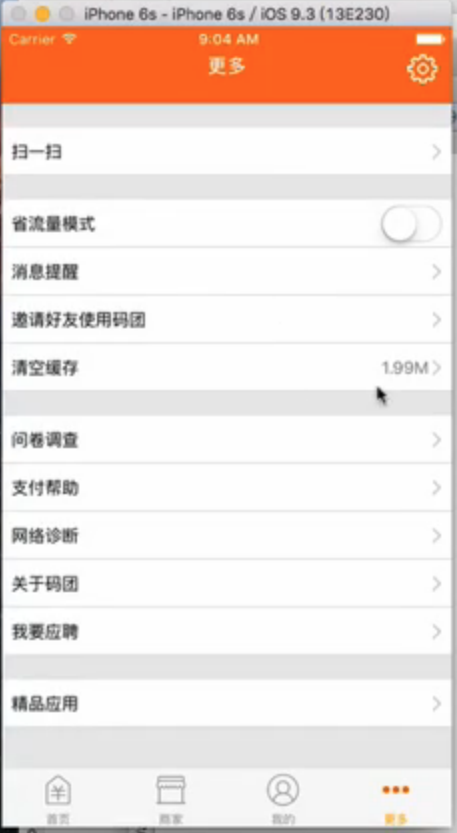 iPhone 6s - iPhone 6s / iOS 9.3 (13E230)
Carrier 9:04 AM
更多
扫一扫
省流量模式
消息提醒
邀请好友使用码团
清空缓存 1.99M
问卷调查
支付帮助
网络诊断
关于码团
我要应聘
精品应用
首页 商家 我的 更多